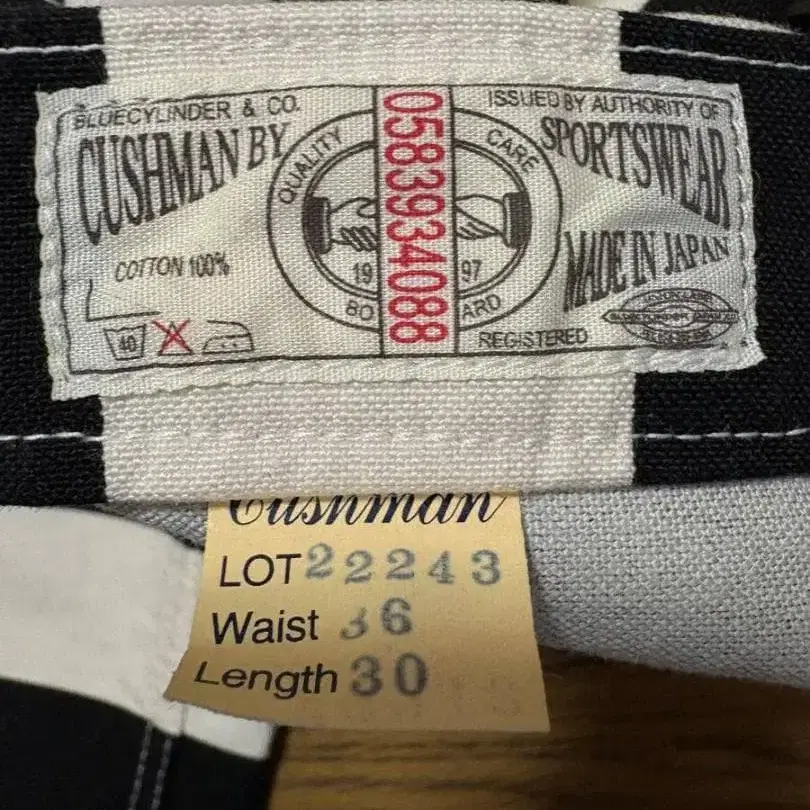 BLUECYLINDER & CO.
CUSHMAN BY
COTTON 100%
40
QUALITY CARE
0583934088
19 97
BO ARD
ISSUED BY AUTHORITY OF
SPORTSWEAR
MADE IN JAPAN
REGISTERED
Cushman
LOT 22243
Waist 36
Length 30